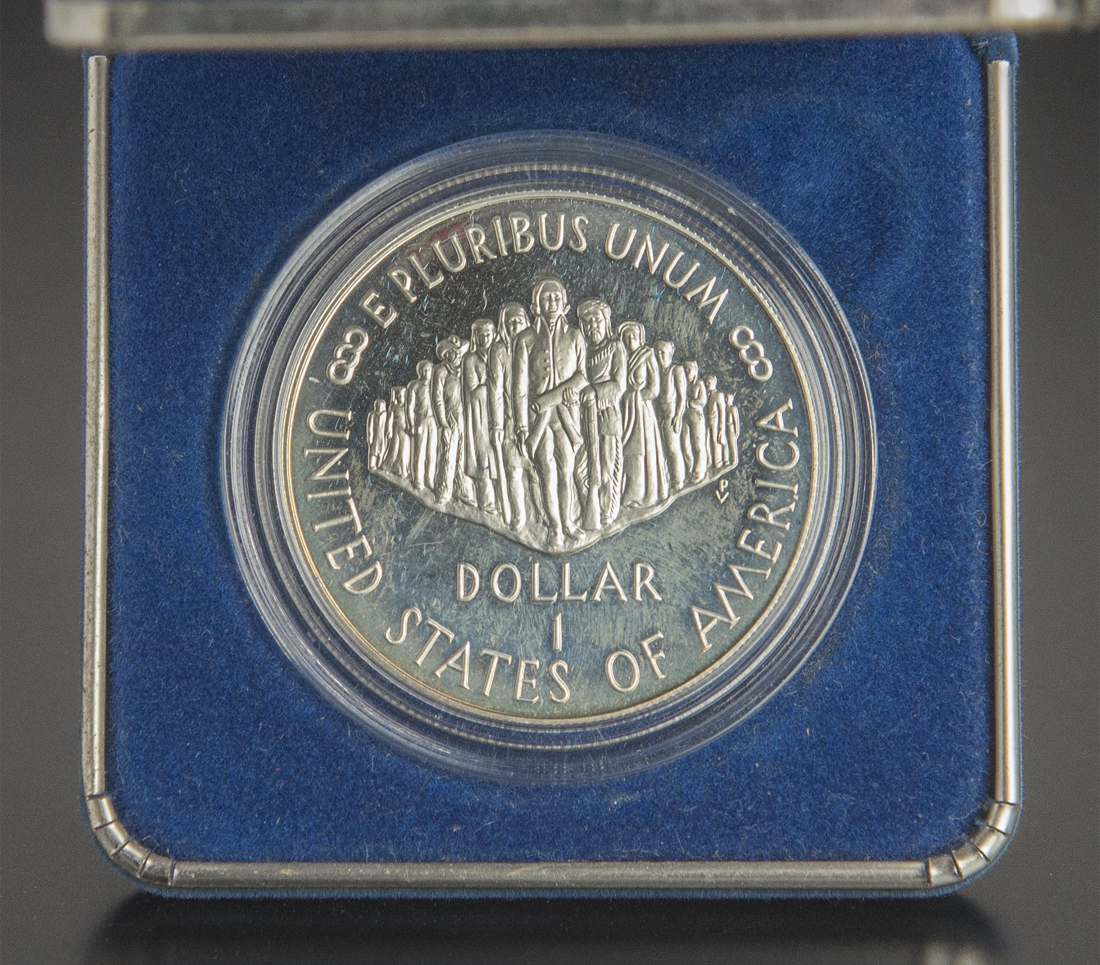 E PLURIBUS UNUM
DOLLAR
1
UNITED STATES OF AMERICA